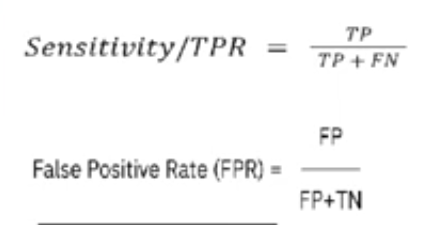 Sensitivity/TPR = TP / TP + FN
False Positive Rate (FPR) = FP / FP+TN